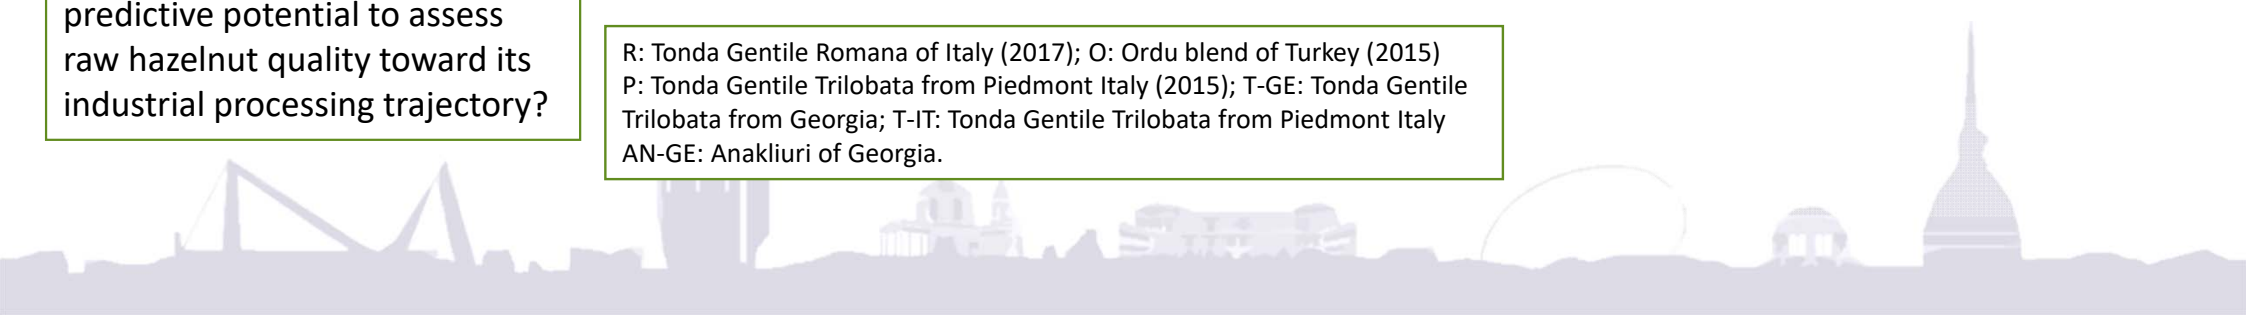 predictive potential to assess
raw hazelnut quality toward its
industrial processing trajectory?
R: Tonda Gentile Romana of Italy (2017); O: Ordu blend of Turkey (2015)
P: Tonda Gentile Trilobata from Piedmont Italy (2015); T-GE: Tonda Gentile
Trilobata from Georgia; T-IT: Tonda Gentile Trilobata from Piedmont Italy
AN-GE: Anakliuri of Georgia.